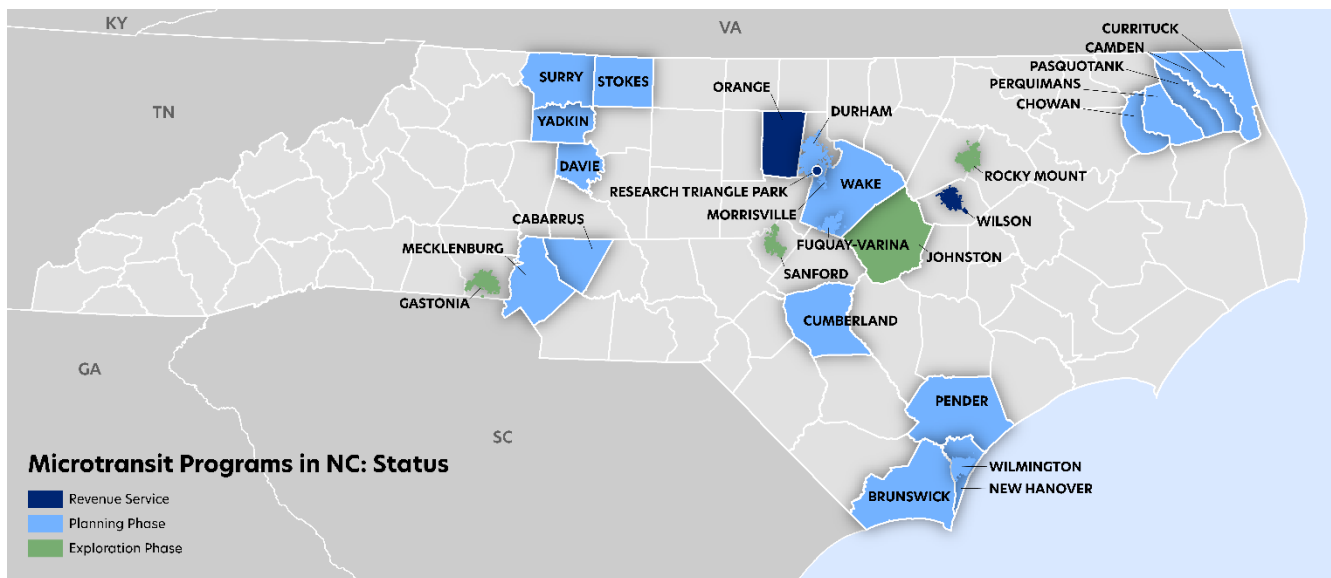 KY
VA
TN
GA
SC
CURRITUCK
CAMDEN
PASQUOTANK
PERQUIMANS
CHOWAN
SURRY
STOKES
YADKIN
DAVIE
ORANGE
DURHAM
RESEARCH TRIANGLE PARK
WAKE
MORRISVILLE
ROCKY MOUNT
WILSON
FUQUAY-VARINA
JOHNSTON
SANFORD
CABARRUS
MECKLENBURG
GASTONIA
CUMBERLAND
PENDER
WILMINGTON
NEW HANOVER
BRUNSWICK
Microtransit Programs in NC: Status
Revenue Service
Planning Phase
Exploration Phase